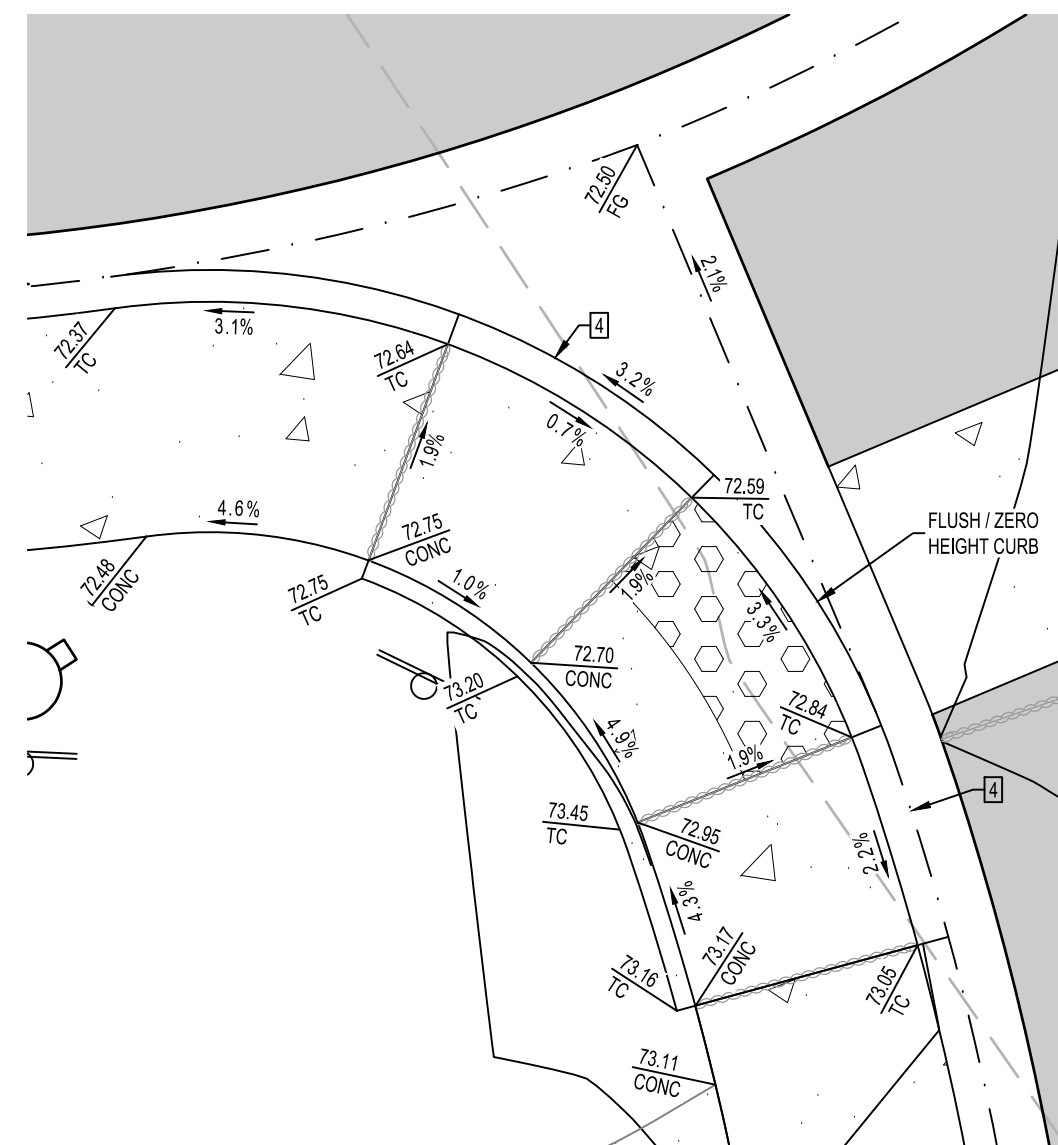 72.50
FG
2.1%
4
3.1%
72.37
TC
72.64
TC
3.2%
0.7%
1.9%
72.59
TC
4.6%
72.75
CONC
FLUSH / ZERO
HEIGHT CURB
72.48
CONC
72.75
TC
1.0%
1.9%
3.3%
72.70
CONC
73.20
TC
72.84
TC
4.9%
1.9%
4
73.45
TC
72.95
CONC
2.2%
4.3%
73.17
CONC
73.16
TC
73.05
TC
73.11
CONC